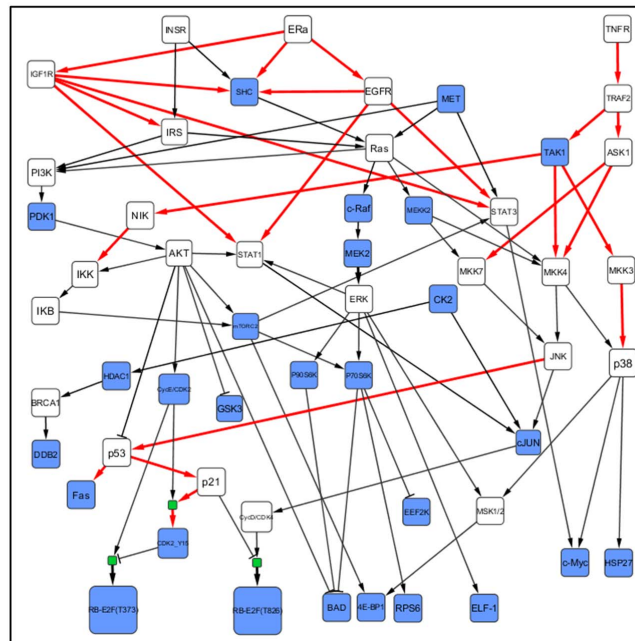 INSR
ERa
TNFR
IGF1R
SHC
EGFR
MET
TRAF2
IRS
Ras
TAK1
ASK1
PI3K
PDK1
NIK
c-Raf
MEKK2
STAT3
AKT
STAT1
MEK2
MKK7
MKK4
MKK3
IKK
IKB
ERK
CK2
mTORC2
JNK
p38
HDAC1
CycE/CDK2
P90S6K
P70S6K
BRCA1
GSK3
DDB2
p53
cJUN
Fas
p21
CycD/CDK4
EEF2K
MSK1/2
CDK2_Y15
c-Myc
HSP27
RB-E2F(T373)
RB-E2F(T826)
BAD
4E-BP1
RPS6
ELF-1